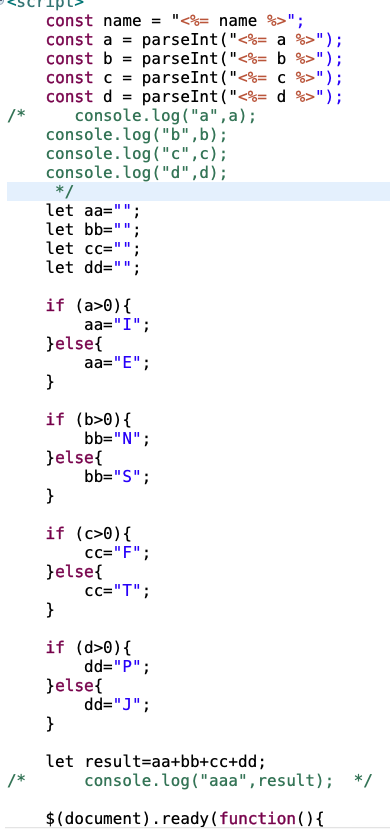 <script>
const name = "<%= name %>";
const a = parseInt("<%= a %>");
const b = parseInt("<%= b %>");
const c = parseInt("<%= c %>");
const d = parseInt("<%= d %>");
/*     console.log("a",a);
console.log("b",b);
console.log("c",c);
console.log("d",d);
 */
let aa="";
let bb="";
let cc="";
let dd="";

if (a>0){
    aa="I";
}else{
    aa="E";
}

if (b>0){
    bb="N";
}else{
    bb="S";
}

if (c>0){
    cc="F";
}else{
    cc="T";
}

if (d>0){
    dd="P";
}else{
    dd="J";
}

let result=aa+bb+cc+dd;
/*      console.log("aaa",result);  */

$(document).ready(function(){